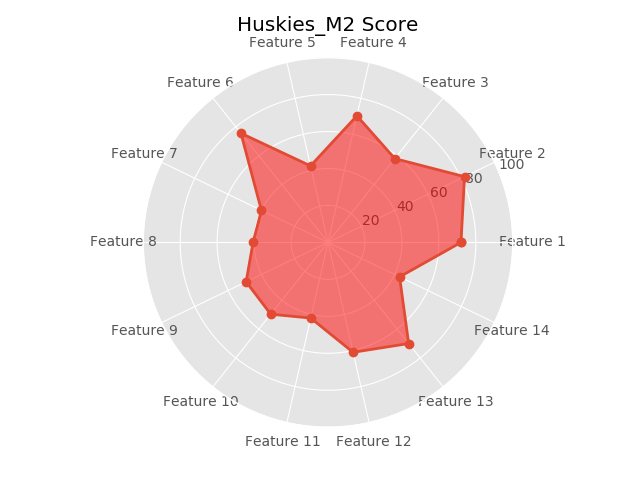 Huskies_M2 Score
Feature 5
Feature 4
Feature 6
Feature 3
Feature 7
Feature 2
100
80
60
40
20
Feature 8
Feature 1
Feature 9
Feature 14
Feature 10
Feature 13
Feature 11
Feature 12